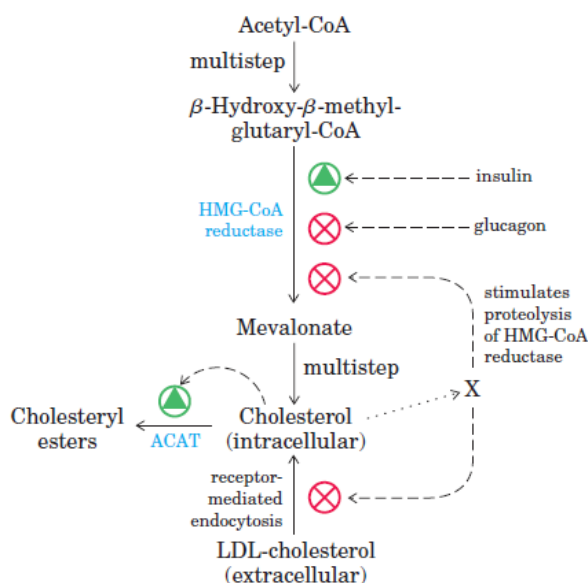 Acetyl-CoA
multistep
β-Hydroxy-β-methyl-
glutaryl-CoA
insulin
HMG-CoA
reductase
glucagon
stimulates
proteolysis
of HMG-CoA
reductase
Mevalonate
multistep
X
Cholesteryl
esters
ACAT
Cholesterol
(intracellular)
receptor-
mediated
endocytosis
LDL-cholesterol
(extracellular)